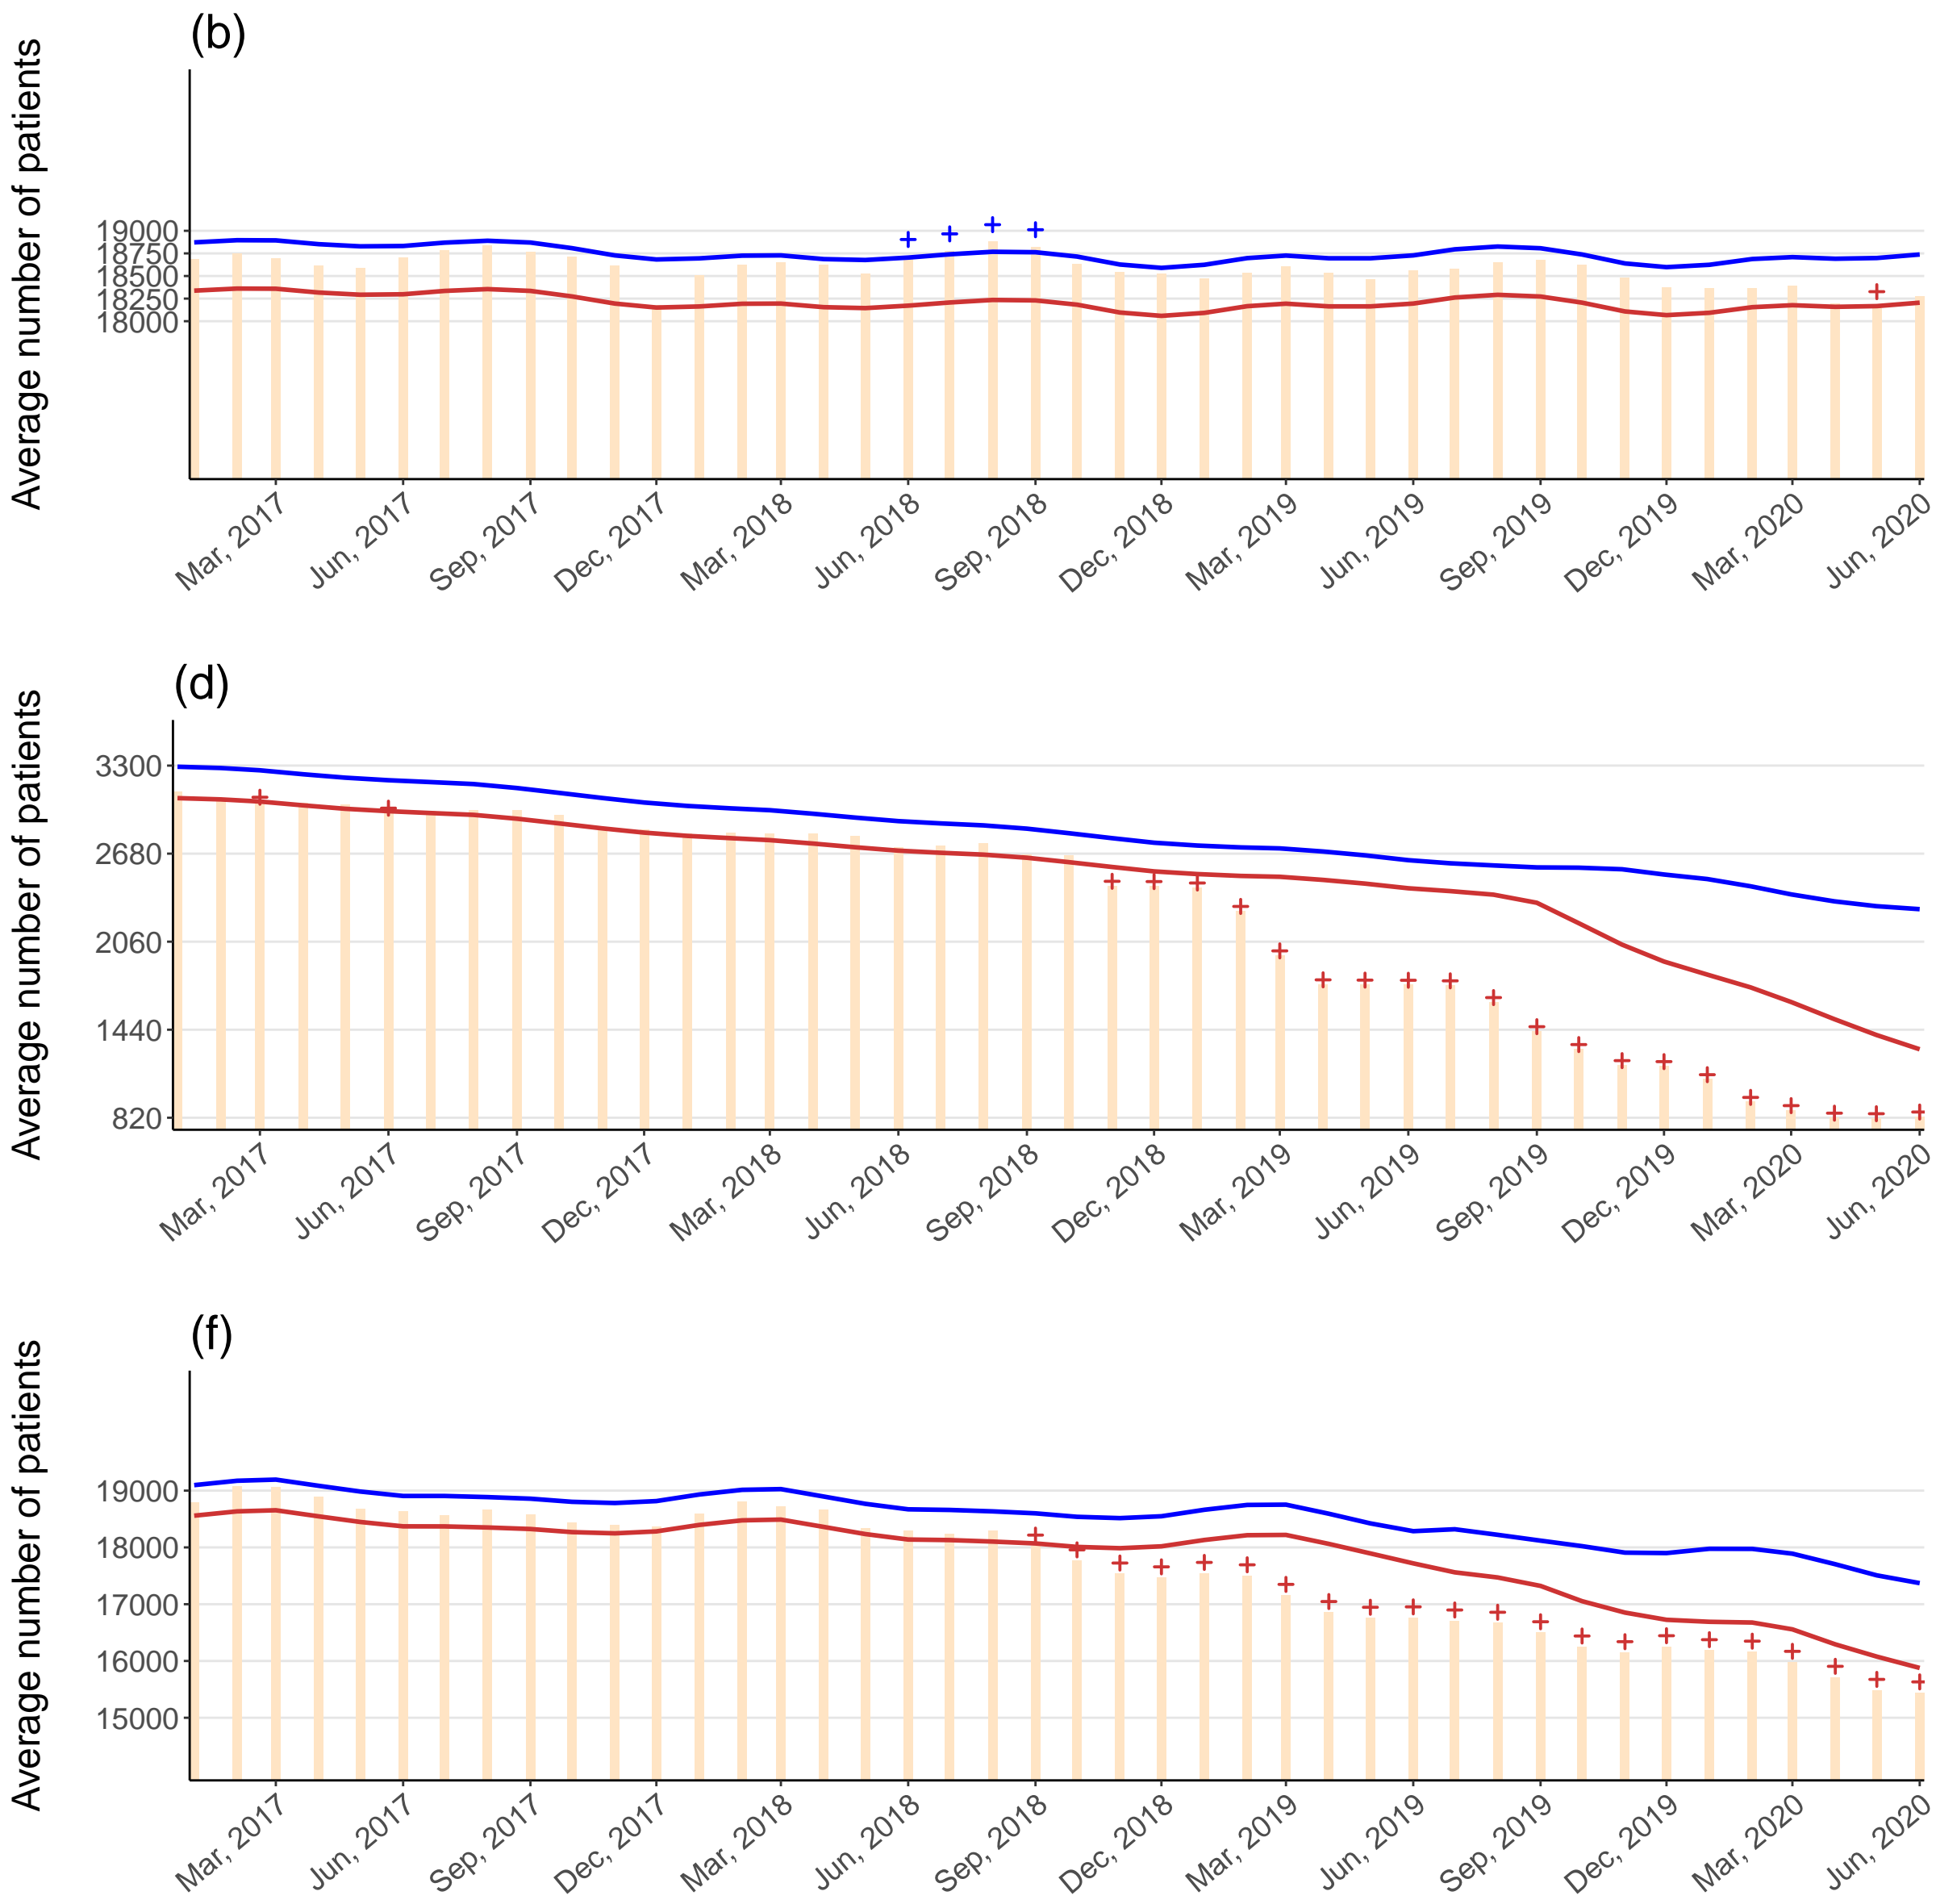 (b)
Average number of patients
19000
18750
18500
18250
18000
Mar, 2017
Jun, 2017
Sep, 2017
Dec, 2017
Mar, 2018
Jun, 2018
Sep, 2018
Dec, 2018
Mar, 2019
Jun, 2019
Sep, 2019
Dec, 2019
Mar, 2020
Jun, 2020
(d)
Average number of patients
3300
2680
2060
1440
820
Mar, 2017
Jun, 2017
Sep, 2017
Dec, 2017
Mar, 2018
Jun, 2018
Sep, 2018
Dec, 2018
Mar, 2019
Jun, 2019
Sep, 2019
Dec, 2019
Mar, 2020
Jun, 2020
(f)
Average number of patients
19000
18000
17000
16000
15000
Mar, 2017
Jun, 2017
Sep, 2017
Dec, 2017
Mar, 2018
Jun, 2018
Sep, 2018
Dec, 2018
Mar, 2019
Jun, 2019
Sep, 2019
Dec, 2019
Mar, 2020
Jun, 2020